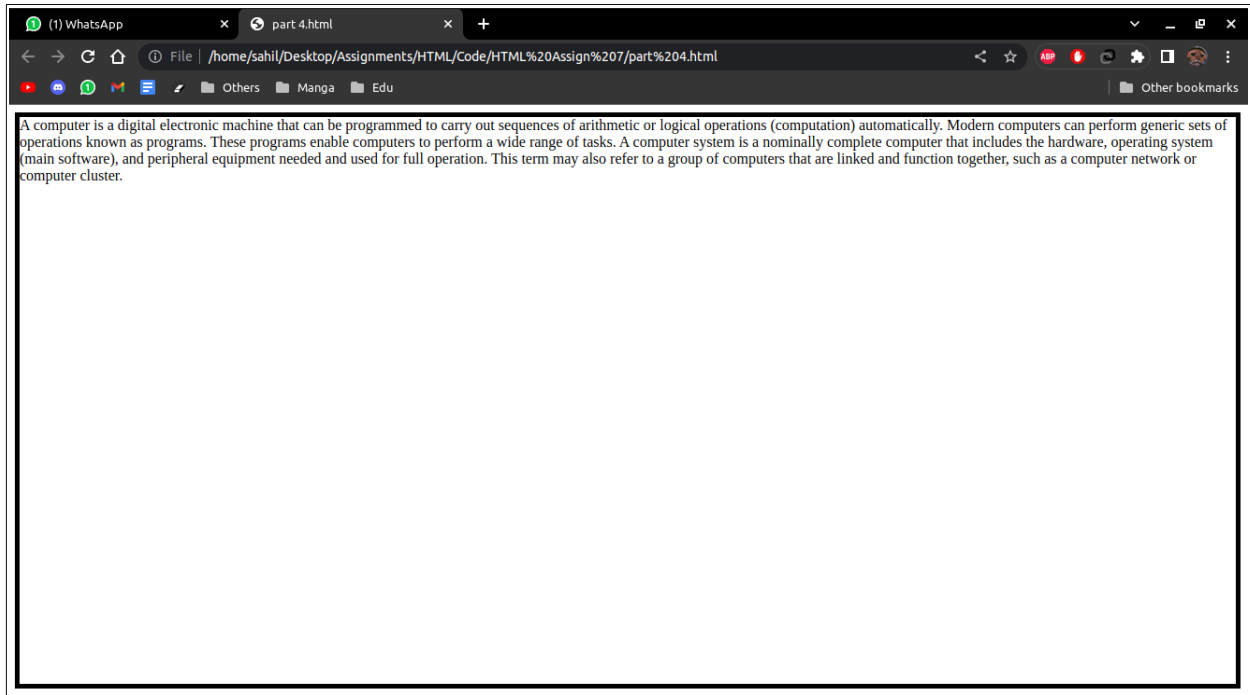 (1) WhatsApp
part 4.html
File | /home/sahil/Desktop/Assignments/HTML/Code/HTML%20Assign%207/part%204.html
ABP
1
Others
Manga
Edu
Other bookmarks
A computer is a digital electronic machine that can be programmed to carry out sequences of arithmetic or logical operations (computation) automatically. Modern computers can perform generic sets of
operations known as programs. These programs enable computers to perform a wide range of tasks. A computer system is a nominally complete computer that includes the hardware, operating system
(main software), and peripheral equipment needed and used for full operation. This term may also refer to a group of computers that are linked and function together, such as a computer network or
computer cluster.